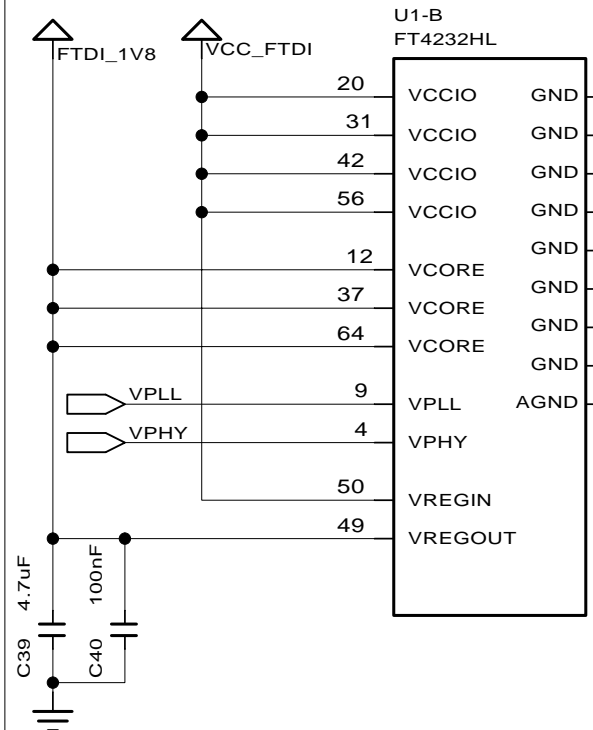 U1-B
FT4232HL
FTDI_1V8
VCC_FTDI
20 VCCIO GND
31 VCCIO GND
42 VCCIO GND
56 VCCIO GND
GND
12 VCORE
GND
37 VCORE
GND
64 VCORE
GND
VPLL 9 VPLL AGND
VPHY 4 VPHY
50 VREGIN
49 VREGOUT
4.7uF
100nF
C39
C40